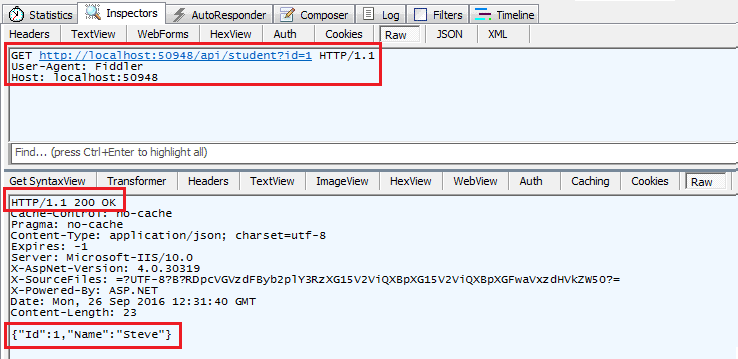 Statistics Inspectors AutoResponder Composer Log Filters Timeline
Headers TextView WebForms HexView Auth Cookies Raw JSON XML
GET http://localhost:50948/api/student?id=1 HTTP/1.1
User-Agent: Fiddler
Host: localhost:50948
Find... (press Ctrl+Enter to highlight all)
Get SyntaxView Transformer Headers TextView ImageView HexView WebView Auth Caching Cookies Raw
HTTP/1.1 200 OK
Cache-Control: no-cache
Pragma: no-cache
Content-Type: application/json; charset=utf-8
Expires: -1
Server: Microsoft-IIS/10.0
X-AspNet-Version: 4.0.30319
X-SourceFiles: =?UTF-8?B?RDpcVGVzdFByb2plY3RzXG15V2ViQXBpXG15V2ViQXBpXGFwaVxzdHVkZW50?=
X-Powered-By: ASP.NET
Date: Mon, 26 Sep 2016 12:31:40 GMT
Content-Length: 23
{"Id":1,"Name":"Steve"}